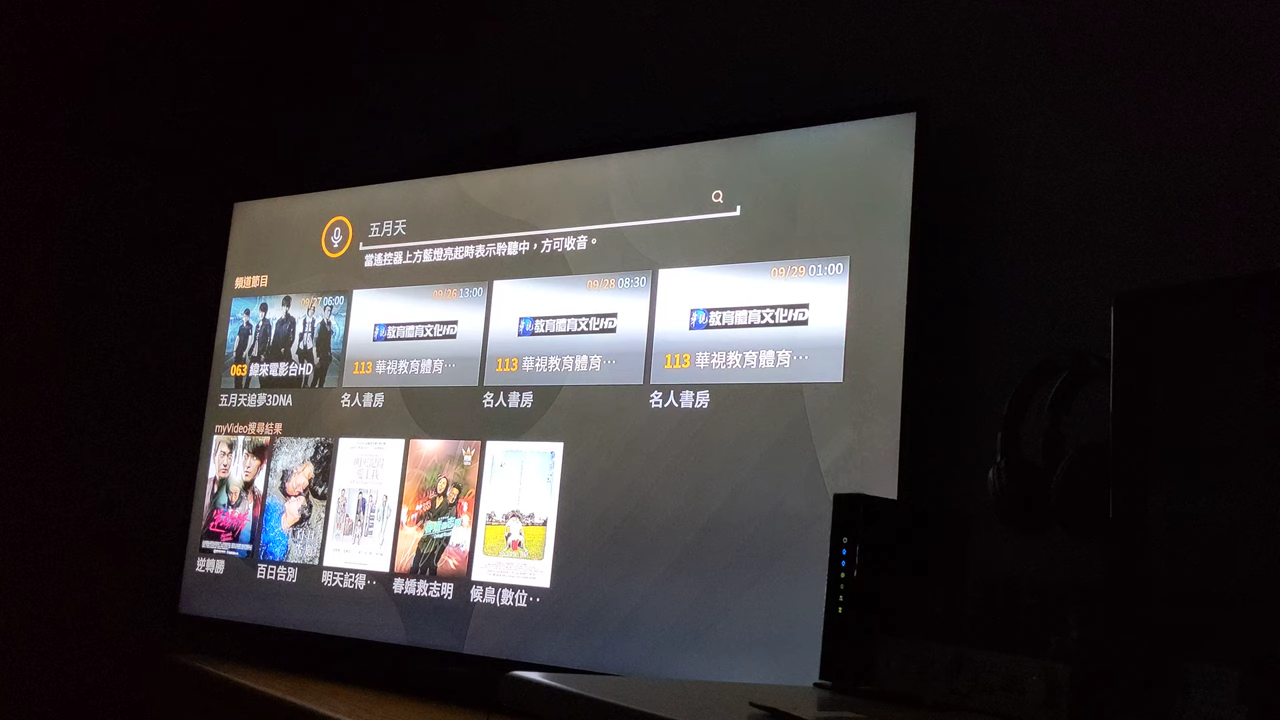 五月天
當遙控器上方藍燈亮起時表示聆聽中，方可收音。
頻道節目
09/27 06:00
063 緯來電影台HD
五月天追夢3DNA
09/26 13:00
華視教育體育文化HD
113 華視教育體育…
名人書房
09/28 08:30
華視教育體育文化HD
113 華視教育體育…
名人書房
09/29 01:00
華視教育體育文化HD
113 華視教育體育…
名人書房
myVideo搜尋結果
逆轉勝
百日告別
明天記得‥
春嬌救志明
候鳥(數位‥